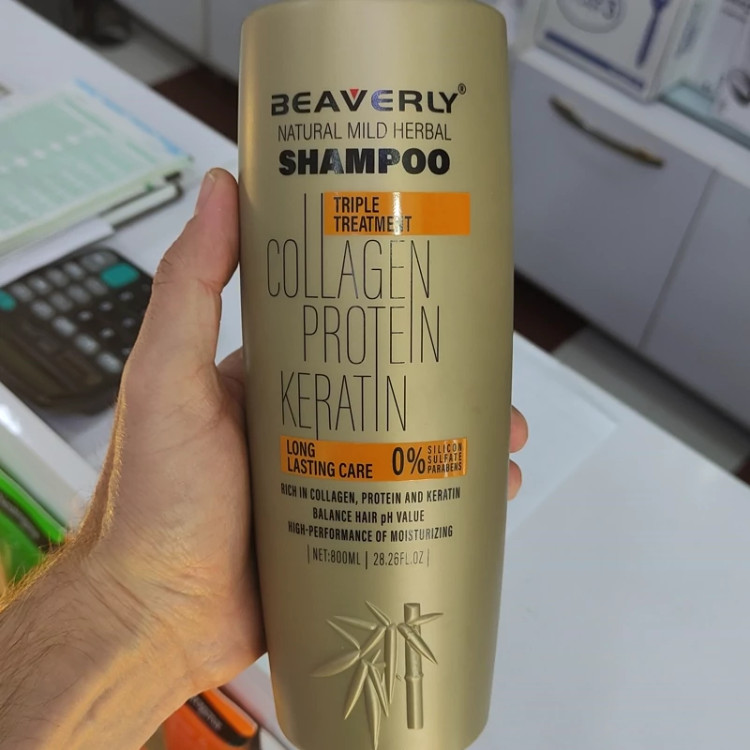 BEAVERLY®
NATURAL MILD HERBAL
SHAMPOO
TRIPLE
TREATMENT
COLLAGEN
PROTEIN
KERATIN
LONG
LASTING CARE
0%
SILICON
SULFATE
PARABENS
RICH IN COLLAGEN, PROTEIN AND KERATIN
BALANCE HAIR pH VALUE
HIGH-PERFORMANCE OF MOISTURIZING
NET:800ML | 28.26FL.OZ